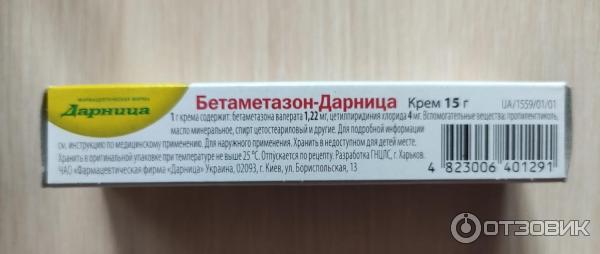 ФАРМАЦЕВТИЧЕСКАЯ ФИРМА
Дарница
Бетаметазон-Дарница Крем 15 г UA/1559/01/01
1 г крема содержит: бетаметазона валерата 1,22 мг, цетилпиридиния хлорида 4 мг. Вспомогательные вещества: пропиленгликоль,
масло минеральное, спирт цетостеариловый и другие. Для подробной информации
см. инструкцию по медицинскому применению. Для наружного применения. Хранить в недоступном для детей месте.
Хранить в оригинальной упаковке при температуре не выше 25 °С. Отпускается по рецепту. Разработка ГНЦЛС, г. Харьков.
ЧАО «Фармацевтическая фирма «Дарница» Украина, 02093, г. Киев, ул. Бориспольская, 13
4 823006 401291
ОТЗОВИК